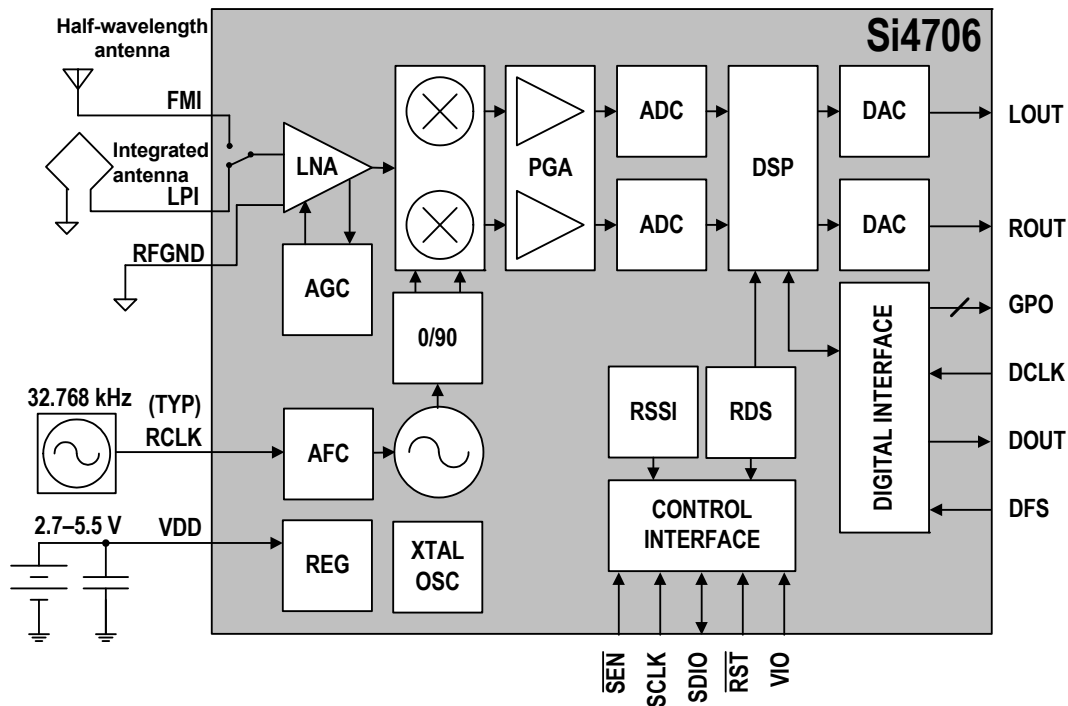 Si4706
Half-wavelength
antenna
FMI
Integrated
antenna
LPI
RFGND
LNA
AGC
0/90
PGA
ADC
ADC
DSP
DAC
DAC
LOUT
ROUT
GPO
DCLK
DOUT
DFS
DIGITAL INTERFACE
32.768 kHz
(TYP)
RCLK
AFC
RSSI
RDS
CONTROL
INTERFACE
2.7–5.5 V
VDD
REG
XTAL
OSC
SEN
SCLK
SDIO
RST
VIO